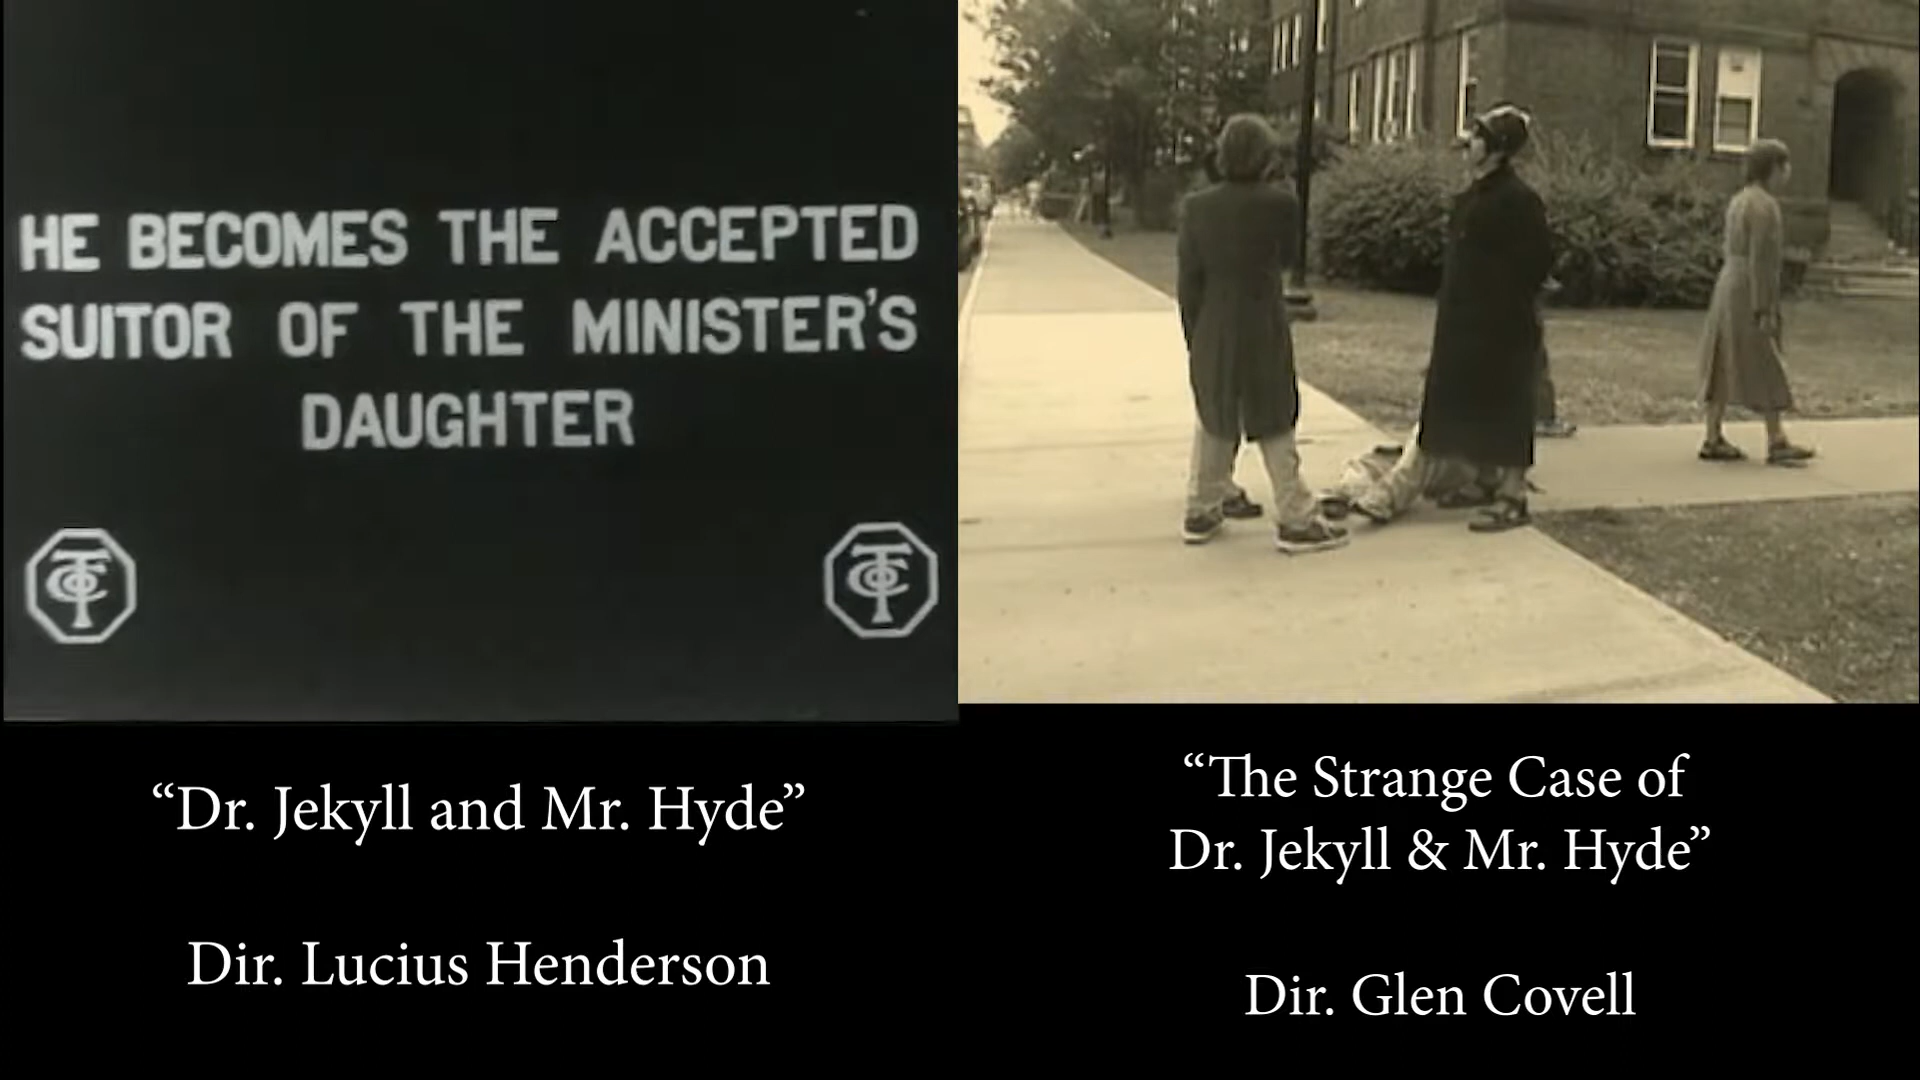 HE BECOMES THE ACCEPTED
SUITOR OF THE MINISTER'S
DAUGHTER
“Dr. Jekyll and Mr. Hyde”
Dir. Lucius Henderson
“The Strange Case of
Dr. Jekyll & Mr. Hyde”
Dir. Glen Covell